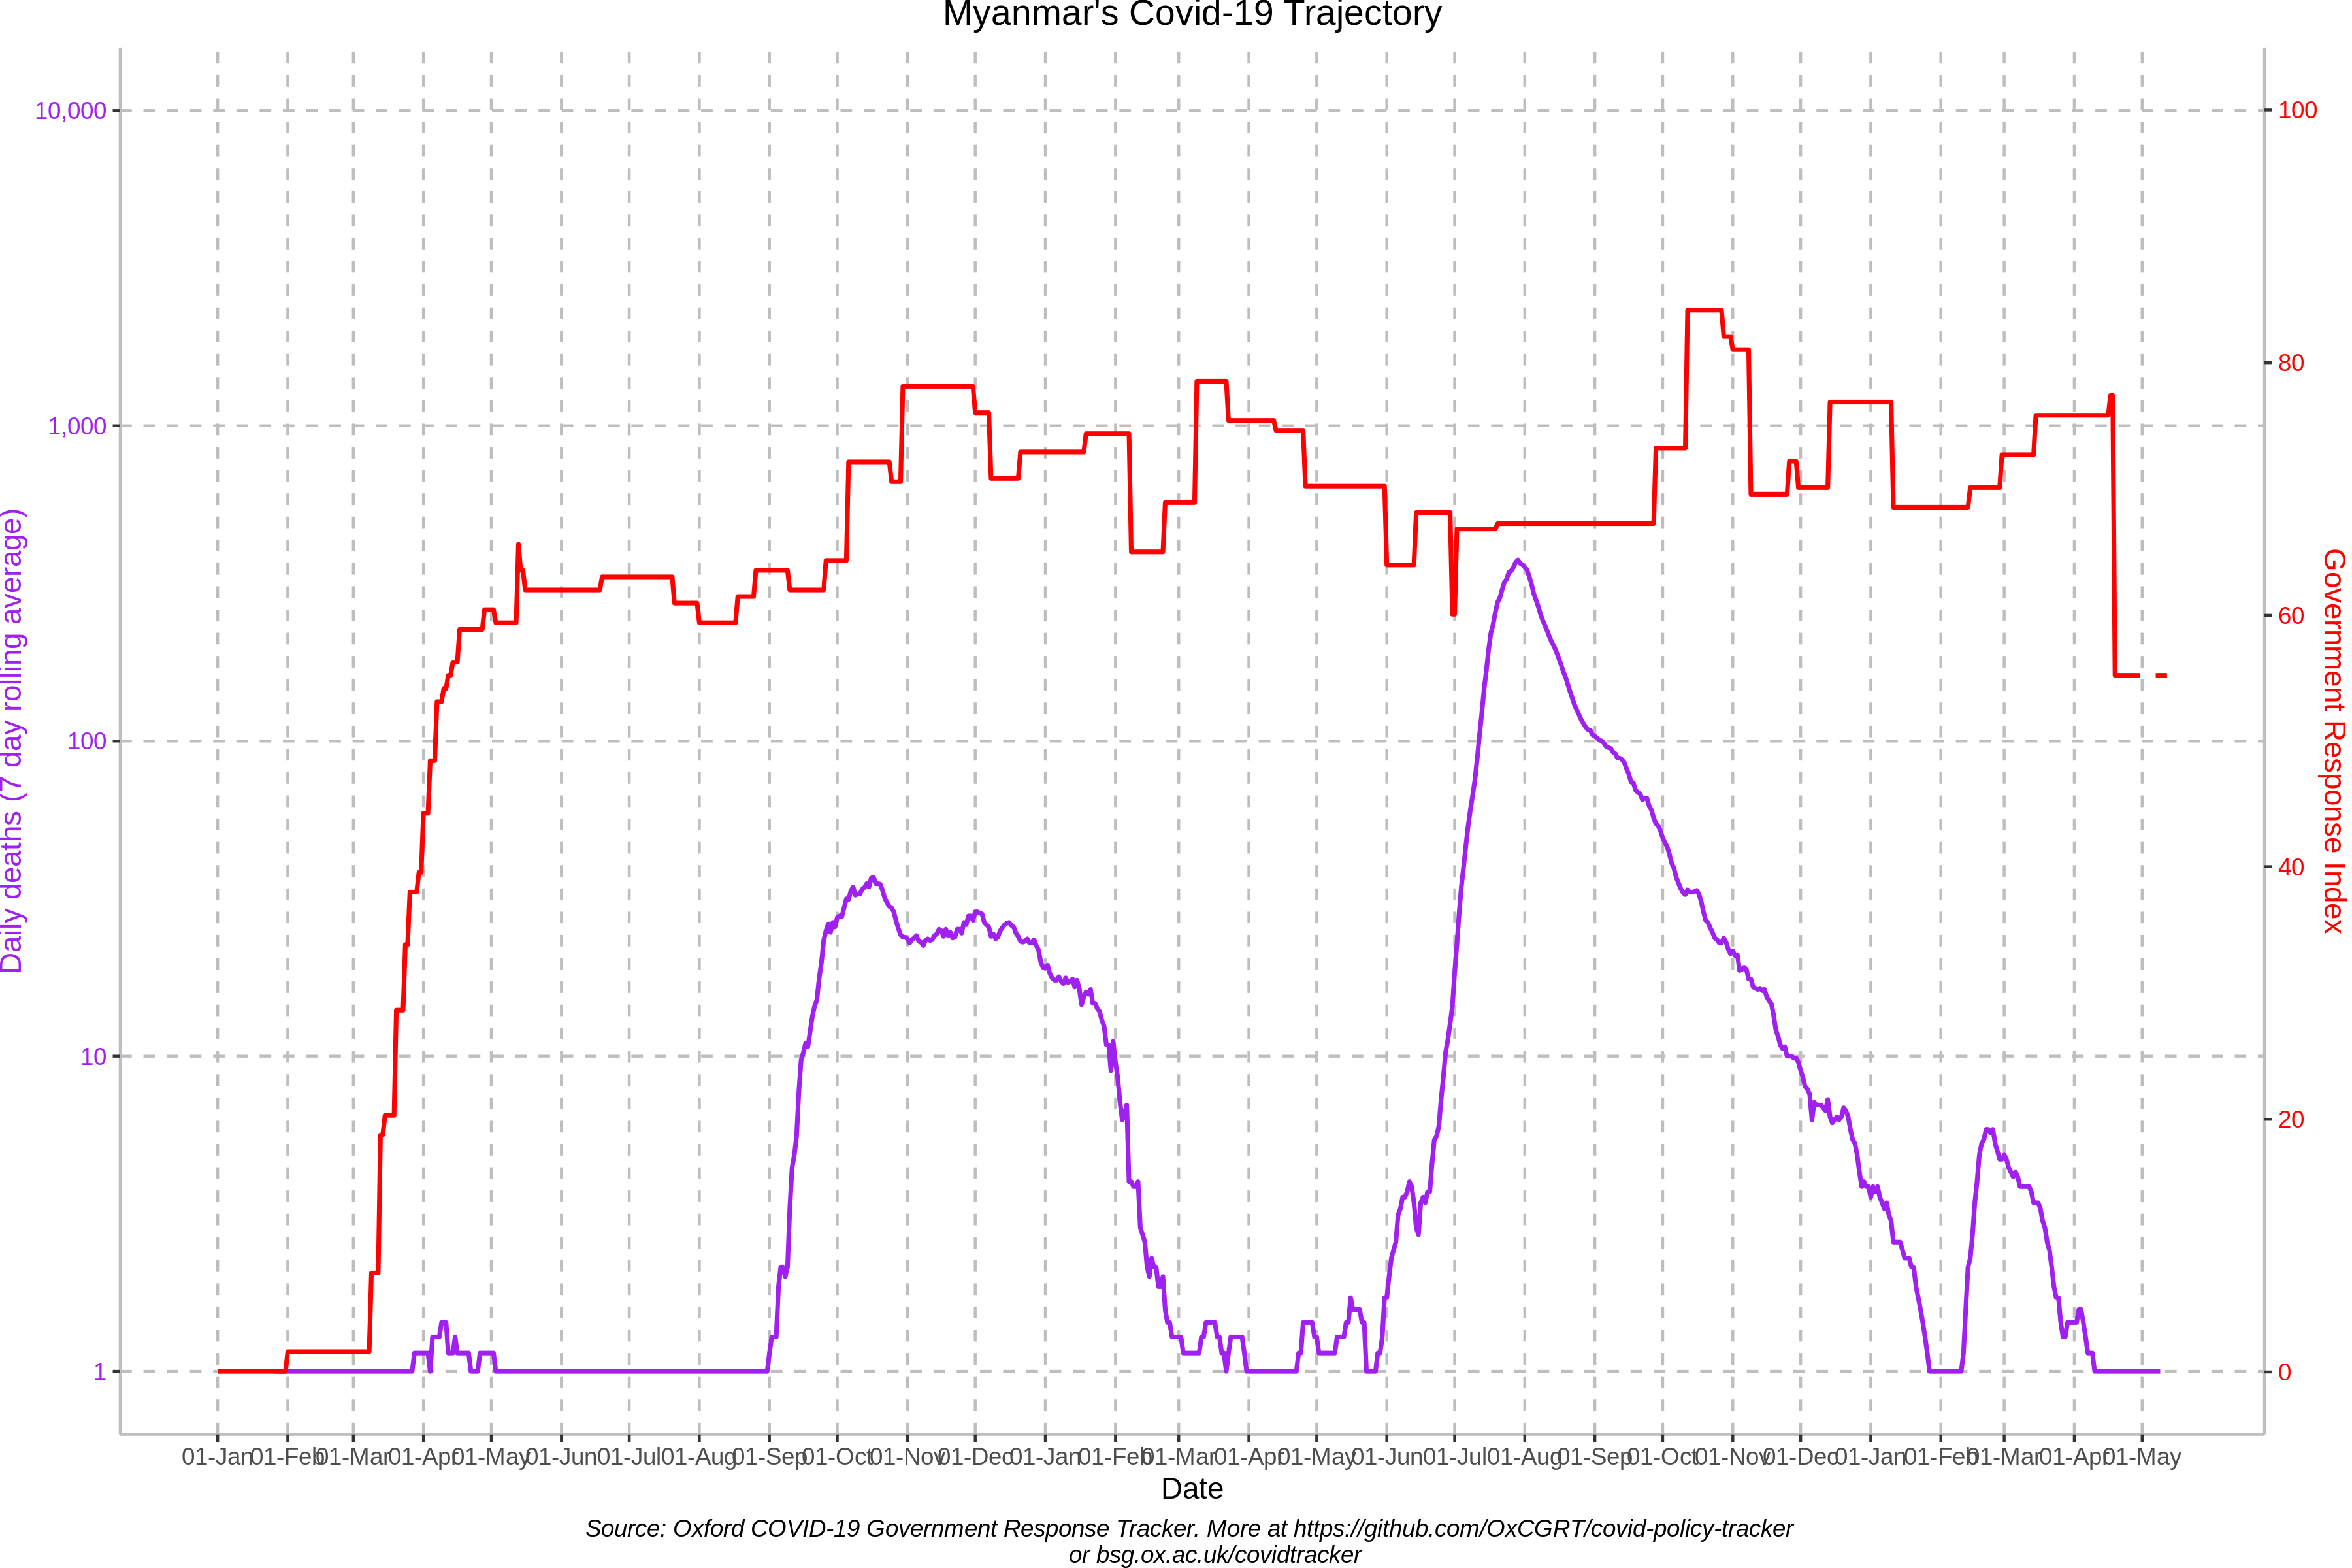 Myanmar's Covid-19 Trajectory
10,000
1,000
100
10
1
Daily deaths (7 day rolling average)
100
80
60
40
20
0
Government Response Index
01-Jan 01-Feb 01-Mar 01-Apr 01-May 01-Jun 01-Jul 01-Aug 01-Sep 01-Oct 01-Nov 01-Dec 01-Jan 01-Feb 01-Mar 01-Apr 01-May 01-Jun 01-Jul 01-Aug 01-Sep 01-Oct 01-Nov 01-Dec 01-Jan 01-Feb 01-Mar 01-Apr 01-May
Date
Source: Oxford COVID-19 Government Response Tracker. More at https://github.com/OxCGRT/covid-policy-tracker
or bsg.ox.ac.uk/covidtracker